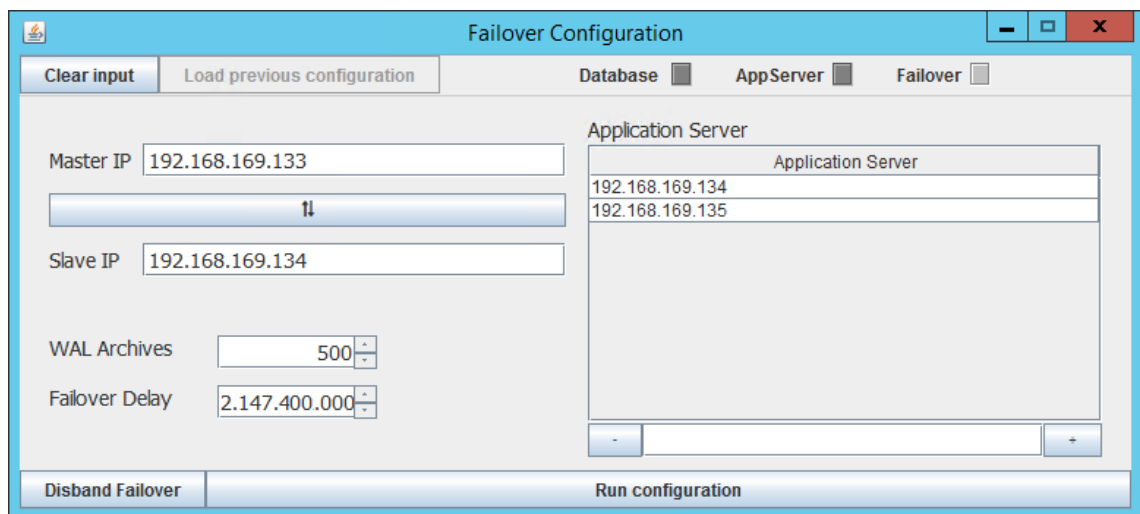 Failover Configuration
Clear input Load previous configuration Database AppServer Failover
Application Server
Master IP 192.168.169.133
Application Server
192.168.169.134
192.168.169.135
Slave IP 192.168.169.134
WAL Archives 500
Failover Delay 2.147.400.000
- +
Disband Failover Run configuration